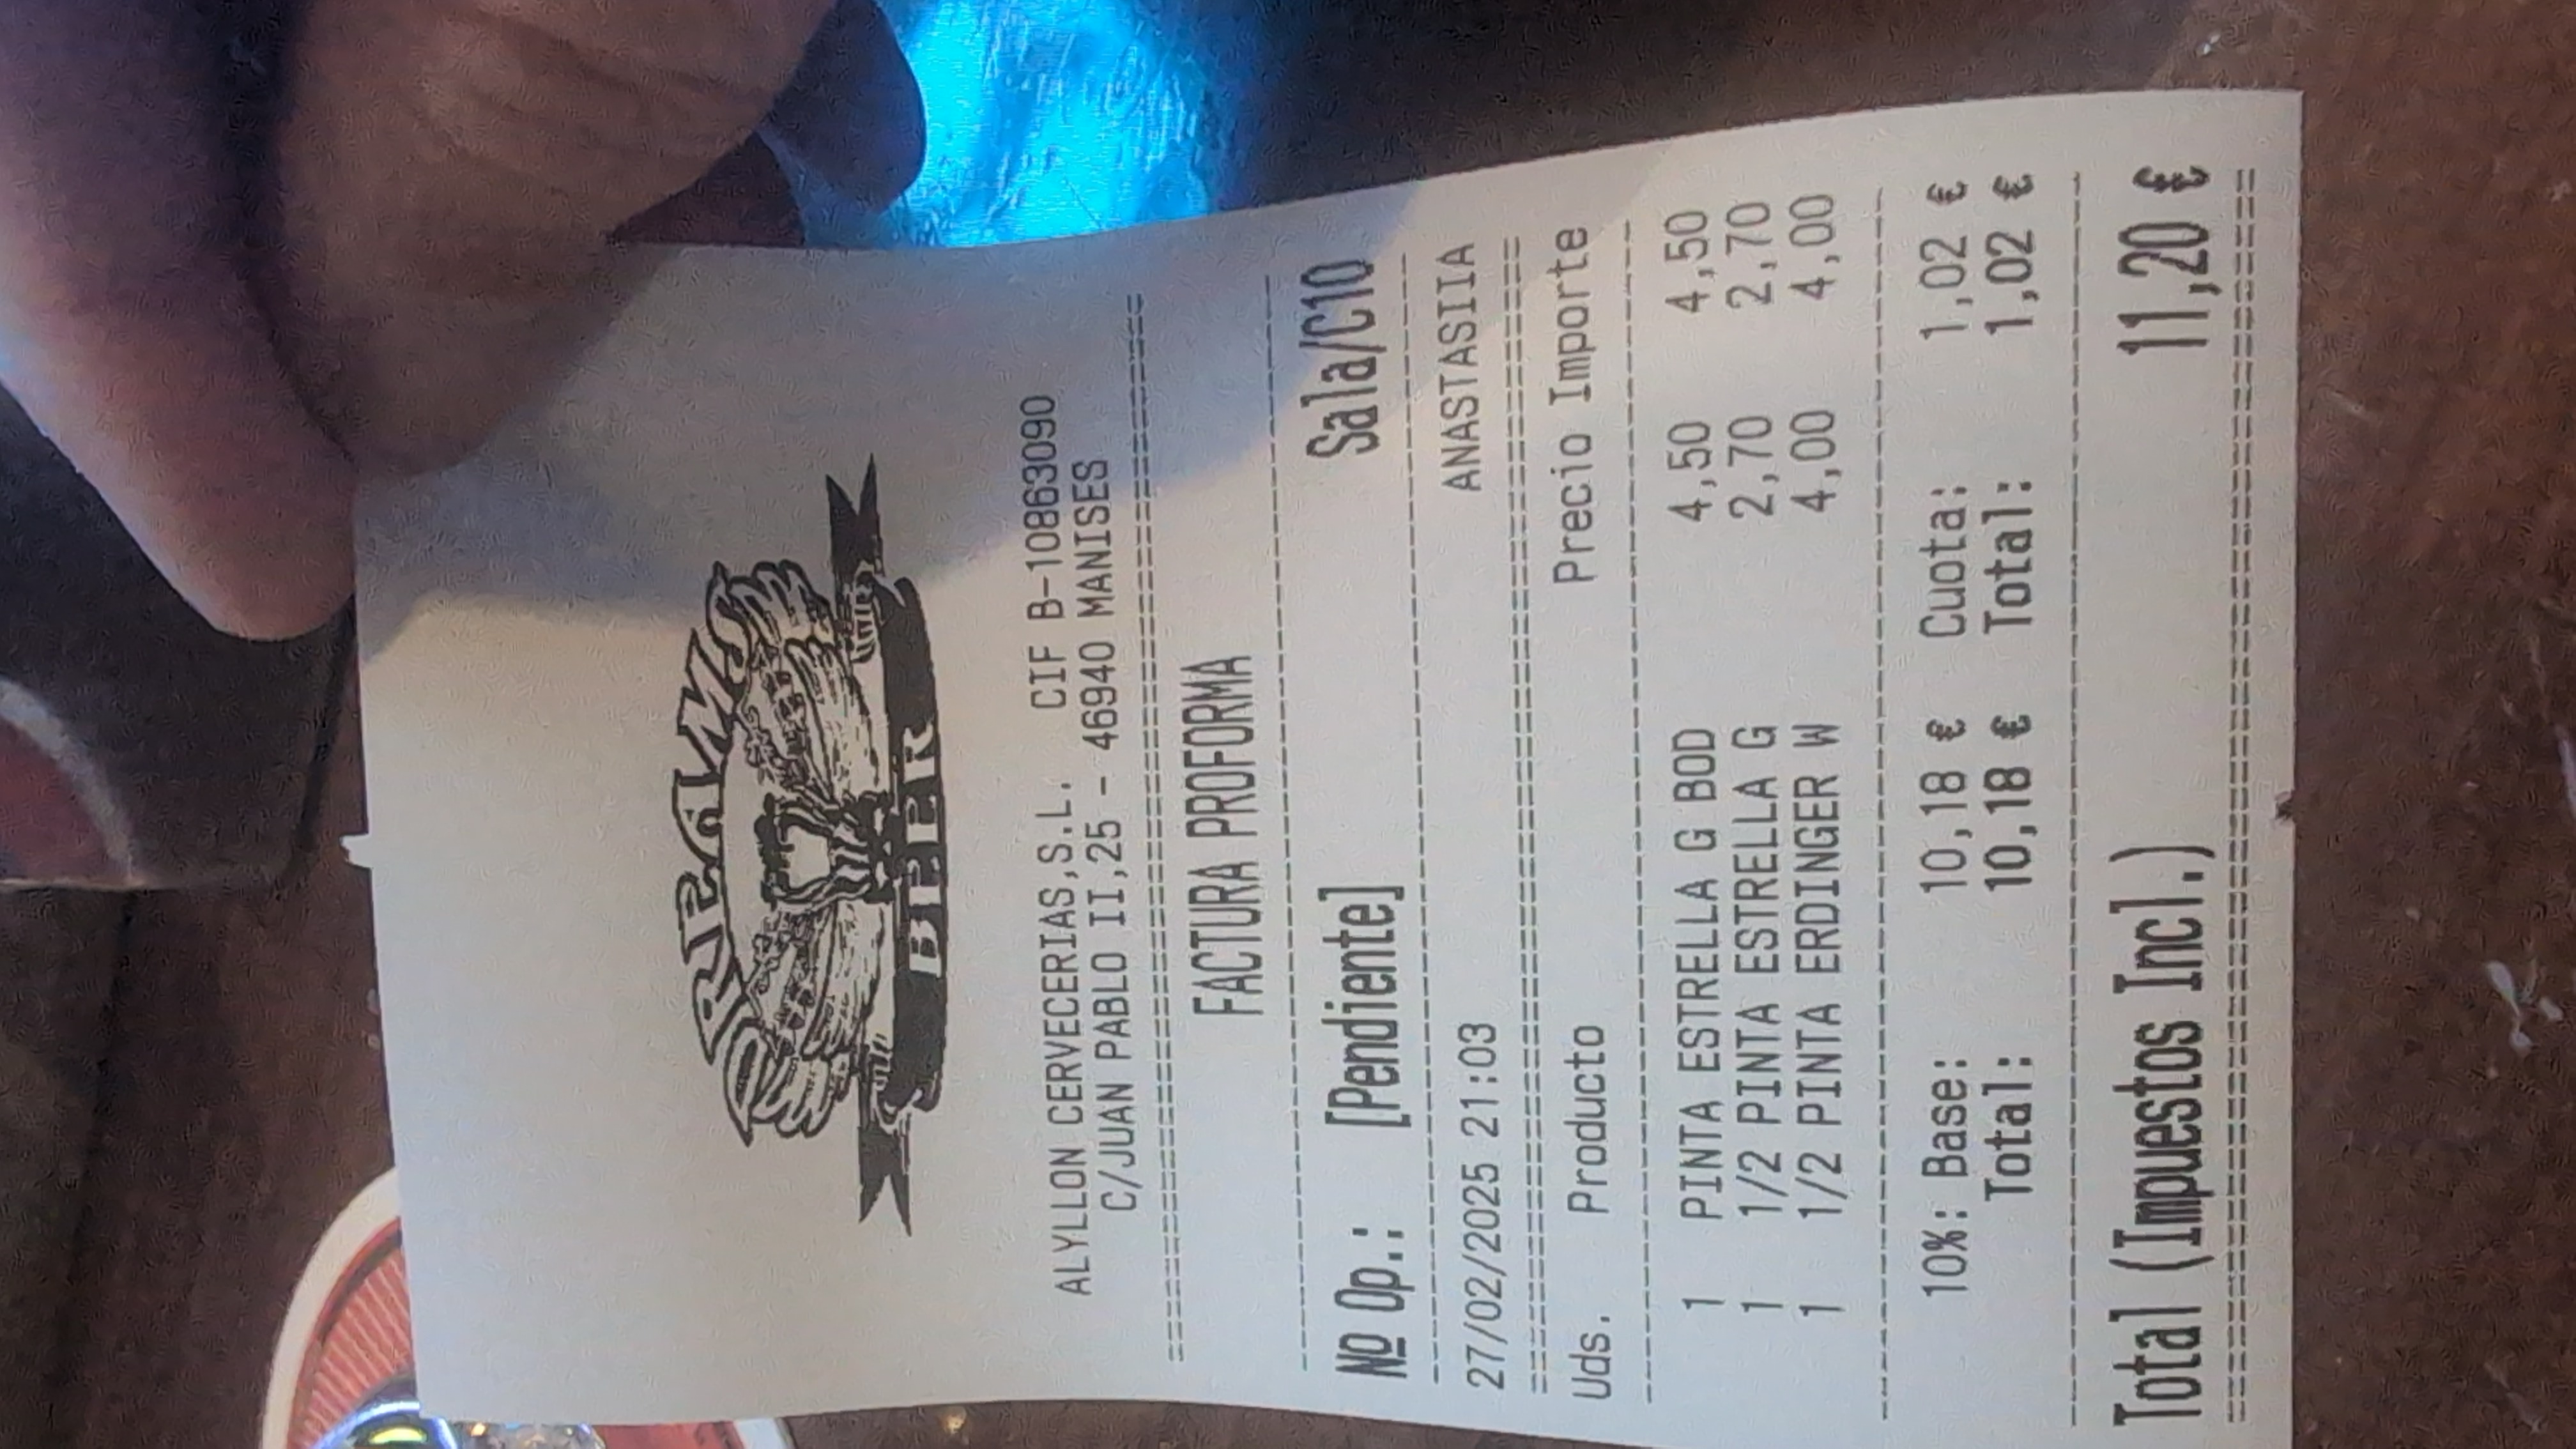 DREAMS
BEER
ALYLLON CERVECERIAS,S.L. CIF B-10863090
C/JUAN PABLO II,25 - 46940 MANISES
FACTURA PROFORMA
Nº Op.: [Pendiente] Sala/C10
27/02/2025 21:03 ANASTASIIA
Uds. Producto Precio Importe
1 PINTA ESTRELLA G BOD 4,50 4,50
1 1/2 PINTA ESTRELLA G 2,70 2,70
1 1/2 PINTA ERDINGER W 4,00 4,00
10%: Base: 10,18 € Cuota: 1,02 €
Total: 10,18 € Total: 1,02 €
Total (Impuestos Incl.) 11,20 €